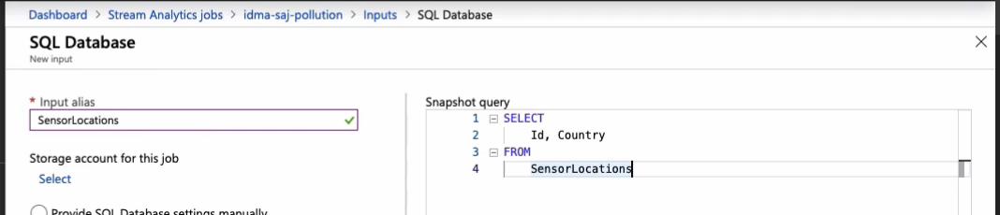 Dashboard > Stream Analytics jobs > idma-saj-pollution > Inputs > SQL Database
SQL Database
New input
* Input alias
SensorLocations
Storage account for this job
Select
Provide SQL Database settings manually
Snapshot query
1 SELECT
2 Id, Country
3 FROM
4 SensorLocations